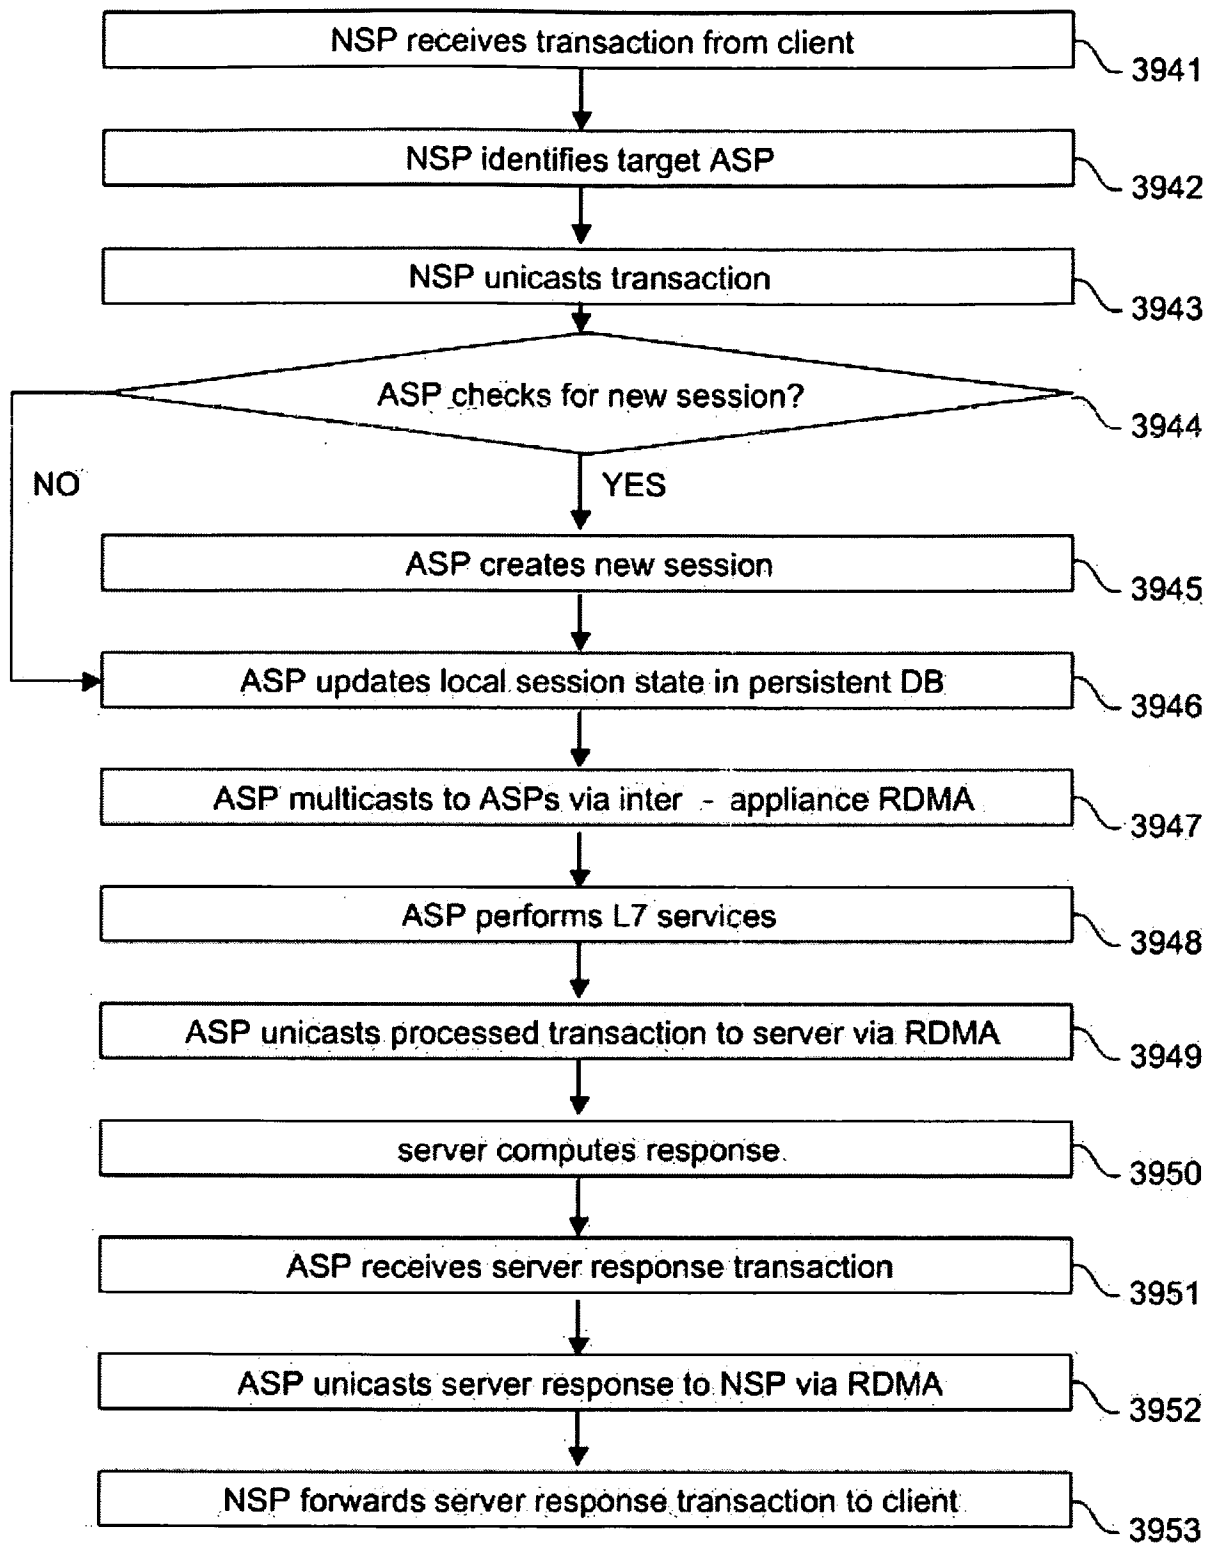 NSP receives transaction from client
3941
NSP identifies target ASP
3942
NSP unicasts transaction
3943
ASP checks for new session?
3944
NO
YES
ASP creates new session
3945
ASP updates local session state in persistent DB
3946
ASP multicasts to ASPs via inter - appliance RDMA
3947
ASP performs L7 services
3948
ASP unicasts processed transaction to server via RDMA
3949
server computes response
3950
ASP receives server response transaction
3951
ASP unicasts server response to NSP via RDMA
3952
NSP forwards server response transaction to client
3953